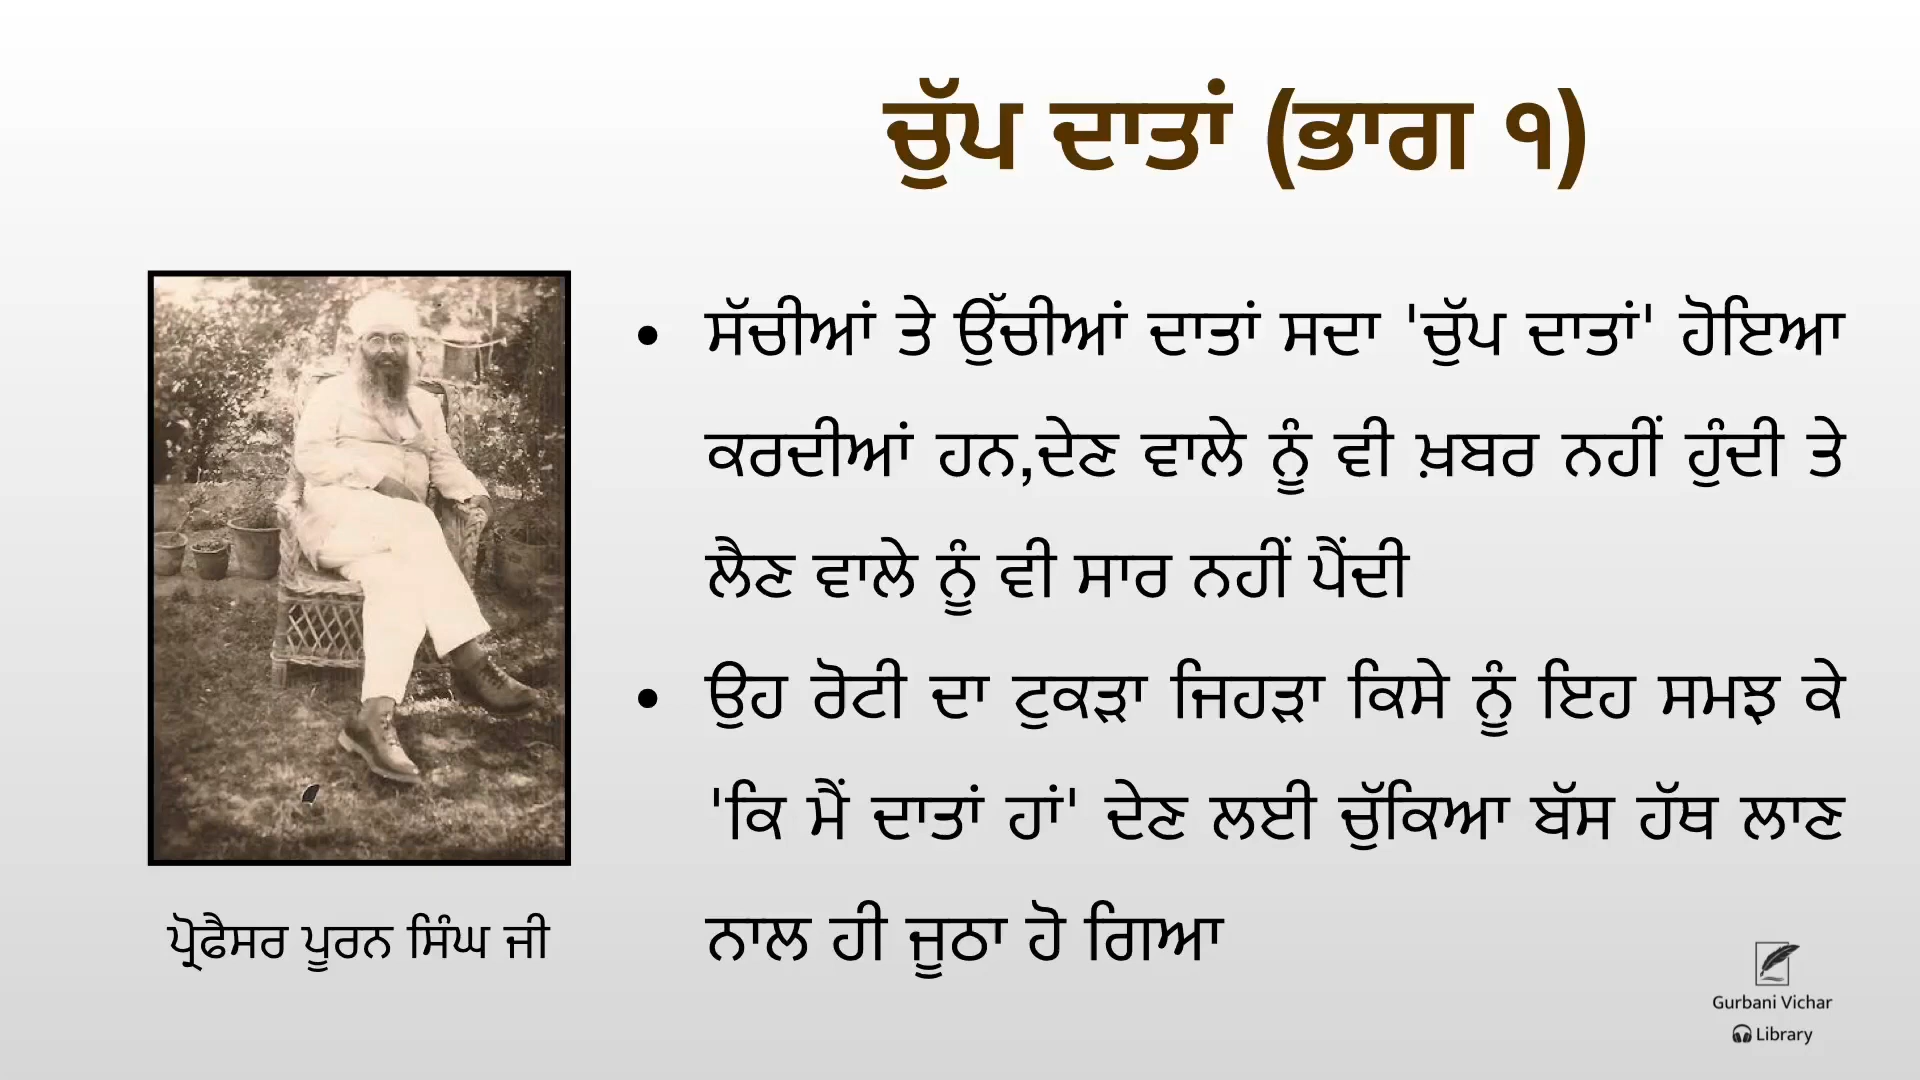 ਚੁੱਪ ਦਾਤਾਂ (ਭਾਗ ੧)
• ਸੱਚੀਆਂ ਤੇ ਉੱਚੀਆਂ ਦਾਤਾਂ ਸਦਾ 'ਚੁੱਪ ਦਾਤਾਂ' ਹੋਇਆ
ਕਰਦੀਆਂ ਹਨ,ਦੇਣ ਵਾਲੇ ਨੂੰ ਵੀ ਖ਼ਬਰ ਨਹੀਂ ਹੁੰਦੀ ਤੇ
ਲੈਣ ਵਾਲੇ ਨੂੰ ਵੀ ਸਾਰ ਨਹੀਂ ਪੈਂਦੀ
• ਉਹ ਰੋਟੀ ਦਾ ਟੁਕੜਾ ਜਿਹੜਾ ਕਿਸੇ ਨੂੰ ਇਹ ਸਮਝ ਕੇ
'ਕਿ ਮੈਂ ਦਾਤਾਂ ਹਾਂ' ਦੇਣ ਲਈ ਚੁੱਕਿਆ ਬੱਸ ਹੱਥ ਲਾਣ
ਨਾਲ ਹੀ ਜੂਠਾ ਹੋ ਗਿਆ
ਪ੍ਰੋਫੈਸਰ ਪੂਰਨ ਸਿੰਘ ਜੀ
Gurbani Vichar
Library